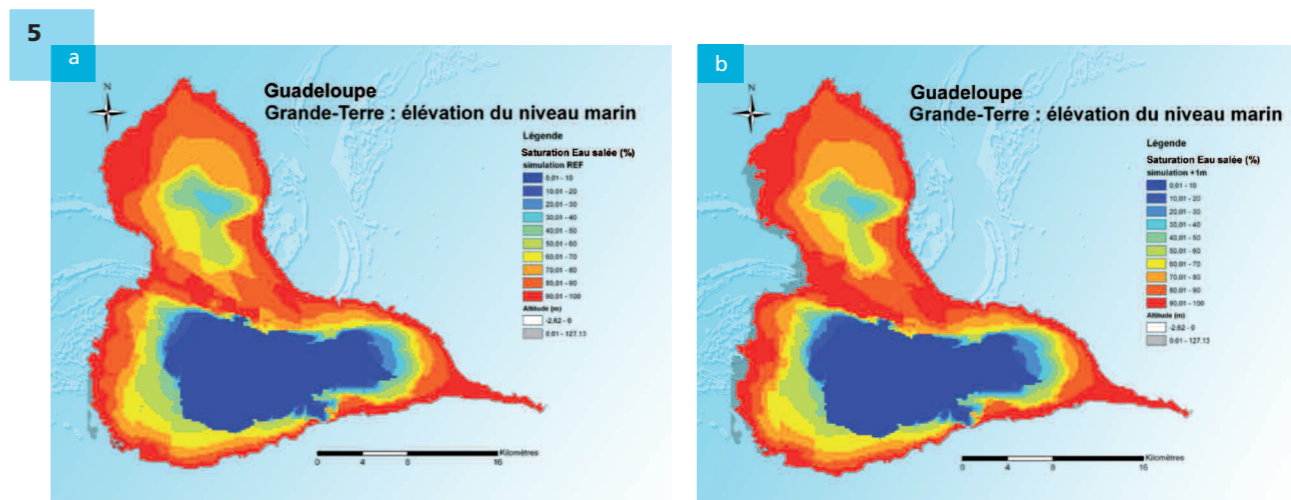 5
a
N
Guadeloupe
Grande-Terre : élévation du niveau marin
Légende
Saturation Eau salée (%)
simulation REF
0,01 - 10
10,01 - 20
20,01 - 30
30,01 - 40
40,01 - 50
50,01 - 60
60,01 - 70
70,01 - 80
80,01 - 90
90,01 - 100
Altitude (m)
-2.62 - 0
0.01 - 127.13
Kilomètres
0 4 8 16
b
N
Guadeloupe
Grande-Terre : élévation du niveau marin
Légende
Saturation Eau salée (%)
simulation +1m
0,01 - 10
10,01 - 20
20,01 - 30
30,01 - 40
40,01 - 50
50,01 - 60
60,01 - 70
70,01 - 80
80,01 - 90
90,01 - 100
Altitude (m)
-2.62 - 0
0.01 - 127.13
Kilomètres
0 4 8 16